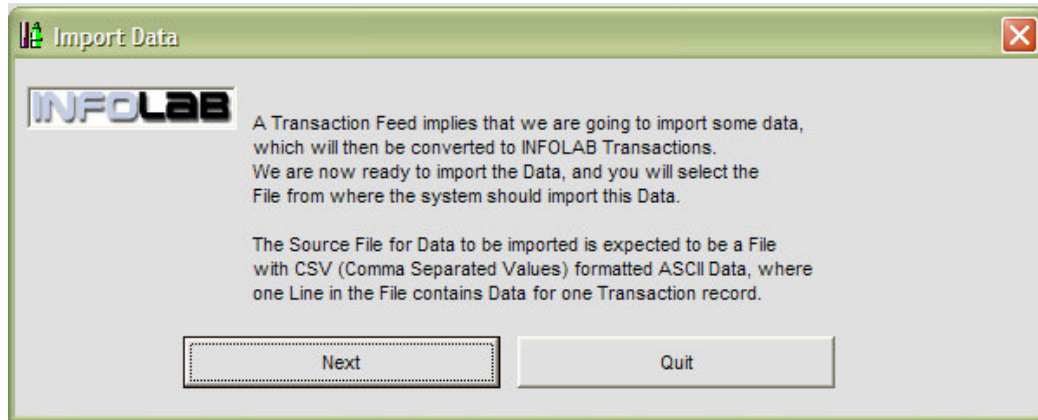 Import Data
INFOLAB
A Transaction Feed implies that we are going to import some data,
which will then be converted to INFOLAB Transactions.
We are now ready to import the Data, and you will select the
File from where the system should import this Data.
The Source File for Data to be imported is expected to be a File
with CSV (Comma Separated Values) formatted ASCII Data, where
one Line in the File contains Data for one Transaction record.
Next
Quit